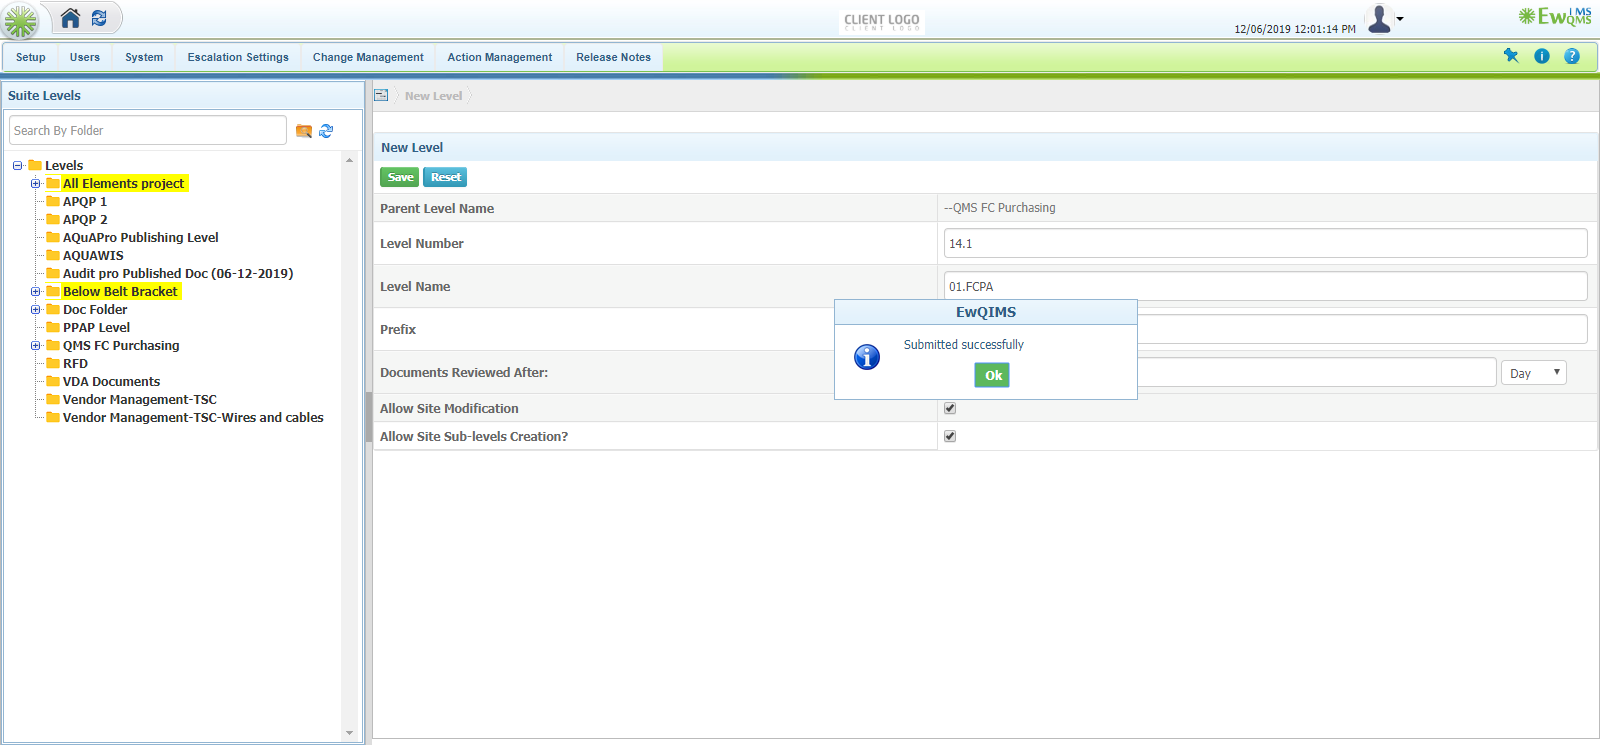 CLIENT LOGO
CLIENT LOGO
12/06/2019 12:01:14 PM
EwQIMS
QMS
Setup Users System Escalation Settings Change Management Action Management Release Notes
Suite Levels
Search By Folder
Levels
All Elements project
APQP 1
APQP 2
AQuAPro Publishing Level
AQUAWIS
Audit pro Published Doc (06-12-2019)
Below Belt Bracket
Doc Folder
PPAP Level
QMS FC Purchasing
RFD
VDA Documents
Vendor Management-TSC
Vendor Management-TSC-Wires and cables
New Level
New Level
Save Reset
Parent Level Name --QMS FC Purchasing
Level Number 14.1
Level Name 01.FCPA
Prefix
Documents Reviewed After: Day
Allow Site Modification
Allow Site Sub-levels Creation?
EwQIMS
Submitted successfully
Ok